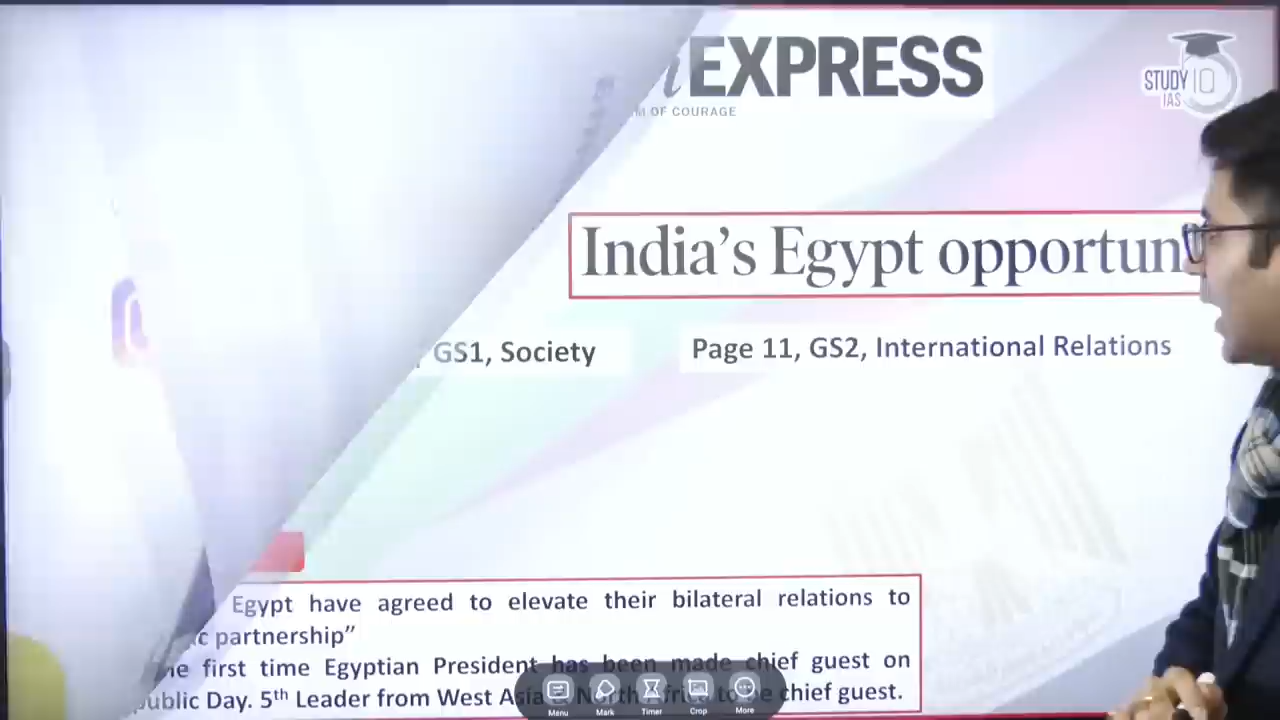 EXPRESS
OF COURAGE
STUDY IQ
IAS
India's Egypt opportun
GS1, Society
Page 11, GS2, International Relations
Egypt have agreed to elevate their bilateral relations to
partnership”
first time Egyptian President has been made chief guest on
Day. 5th Leader from West Asia North chief guest.
Menu
Mark
Timer
Crop
More